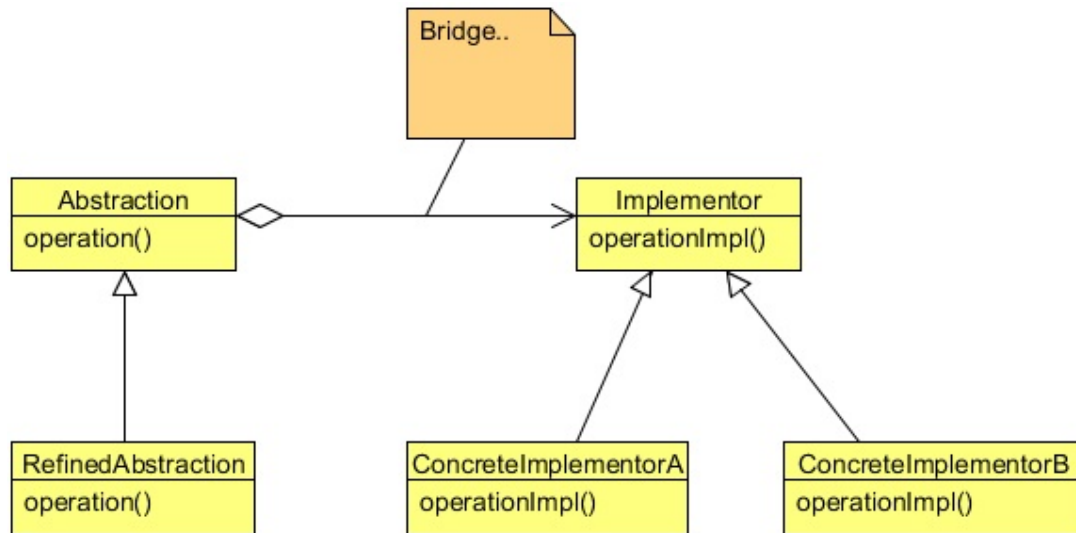 Bridge..
Abstraction
operation()
Implementor
operationImpl()
RefinedAbstraction
operation()
ConcreteImplementorA
operationImpl()
ConcreteImplementorB
operationImpl()